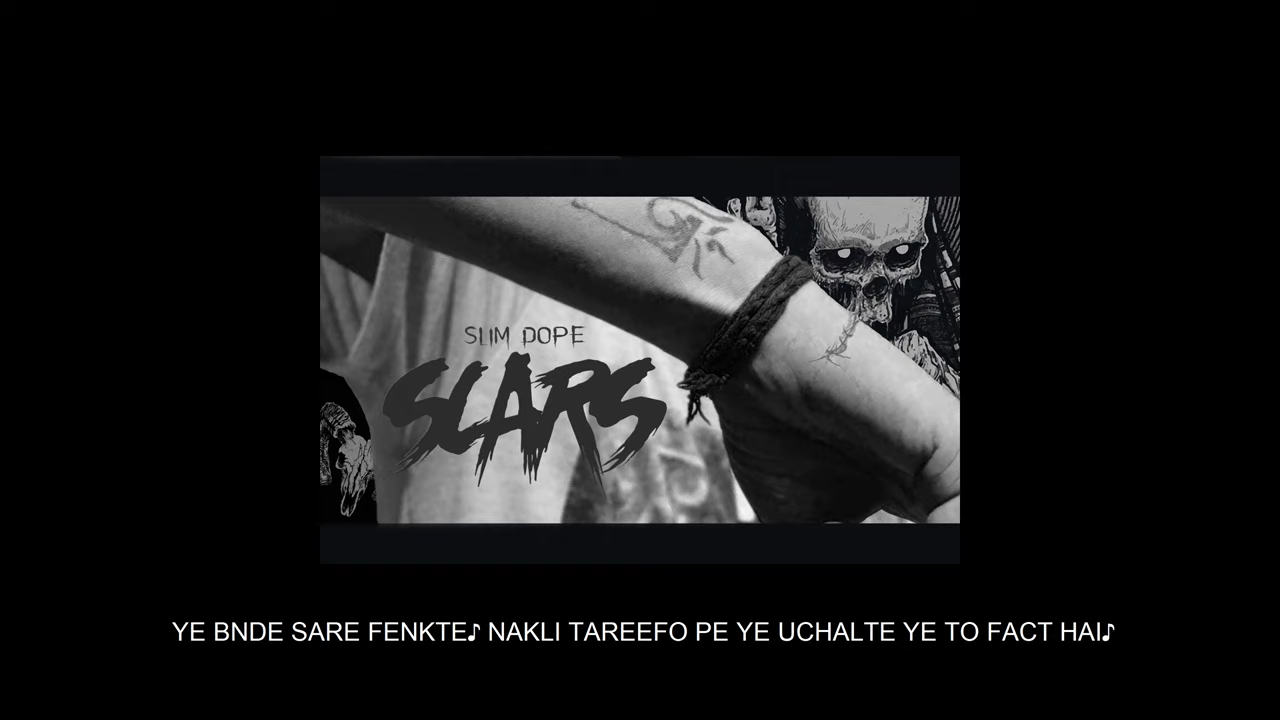 SLIM DOPE
SCARS
YE BNDE SARE FENKTE♪ NAKLI TAREEFO PE YE UCHALTE YE TO FACT HAI♪